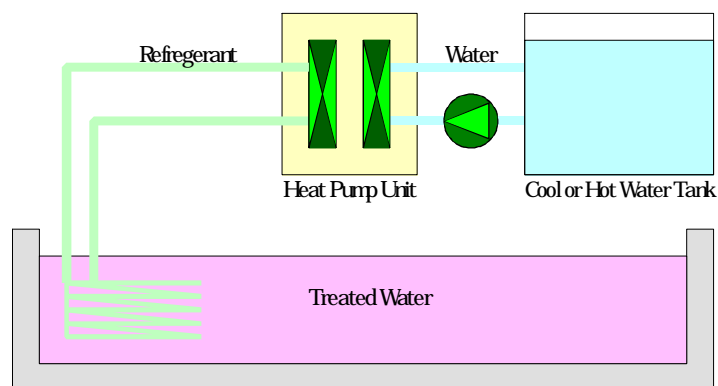 Refregerant
Water
Heat Pump Unit
Cool or Hot Water Tank
Treated Water